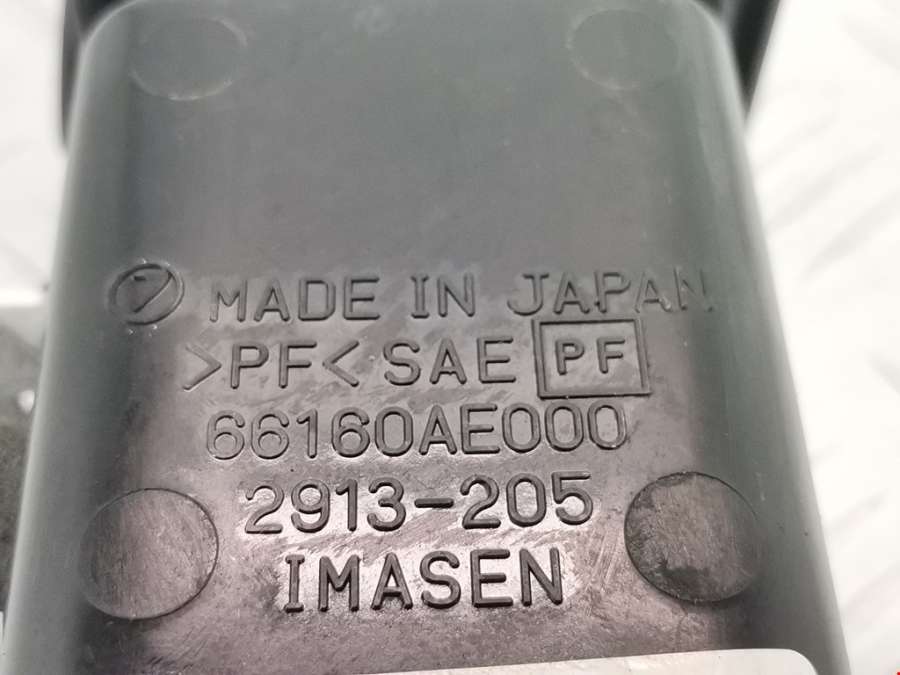 MADE IN JAPAN
>PF< SAE PF
66160AE000
2913-205
IMASEN